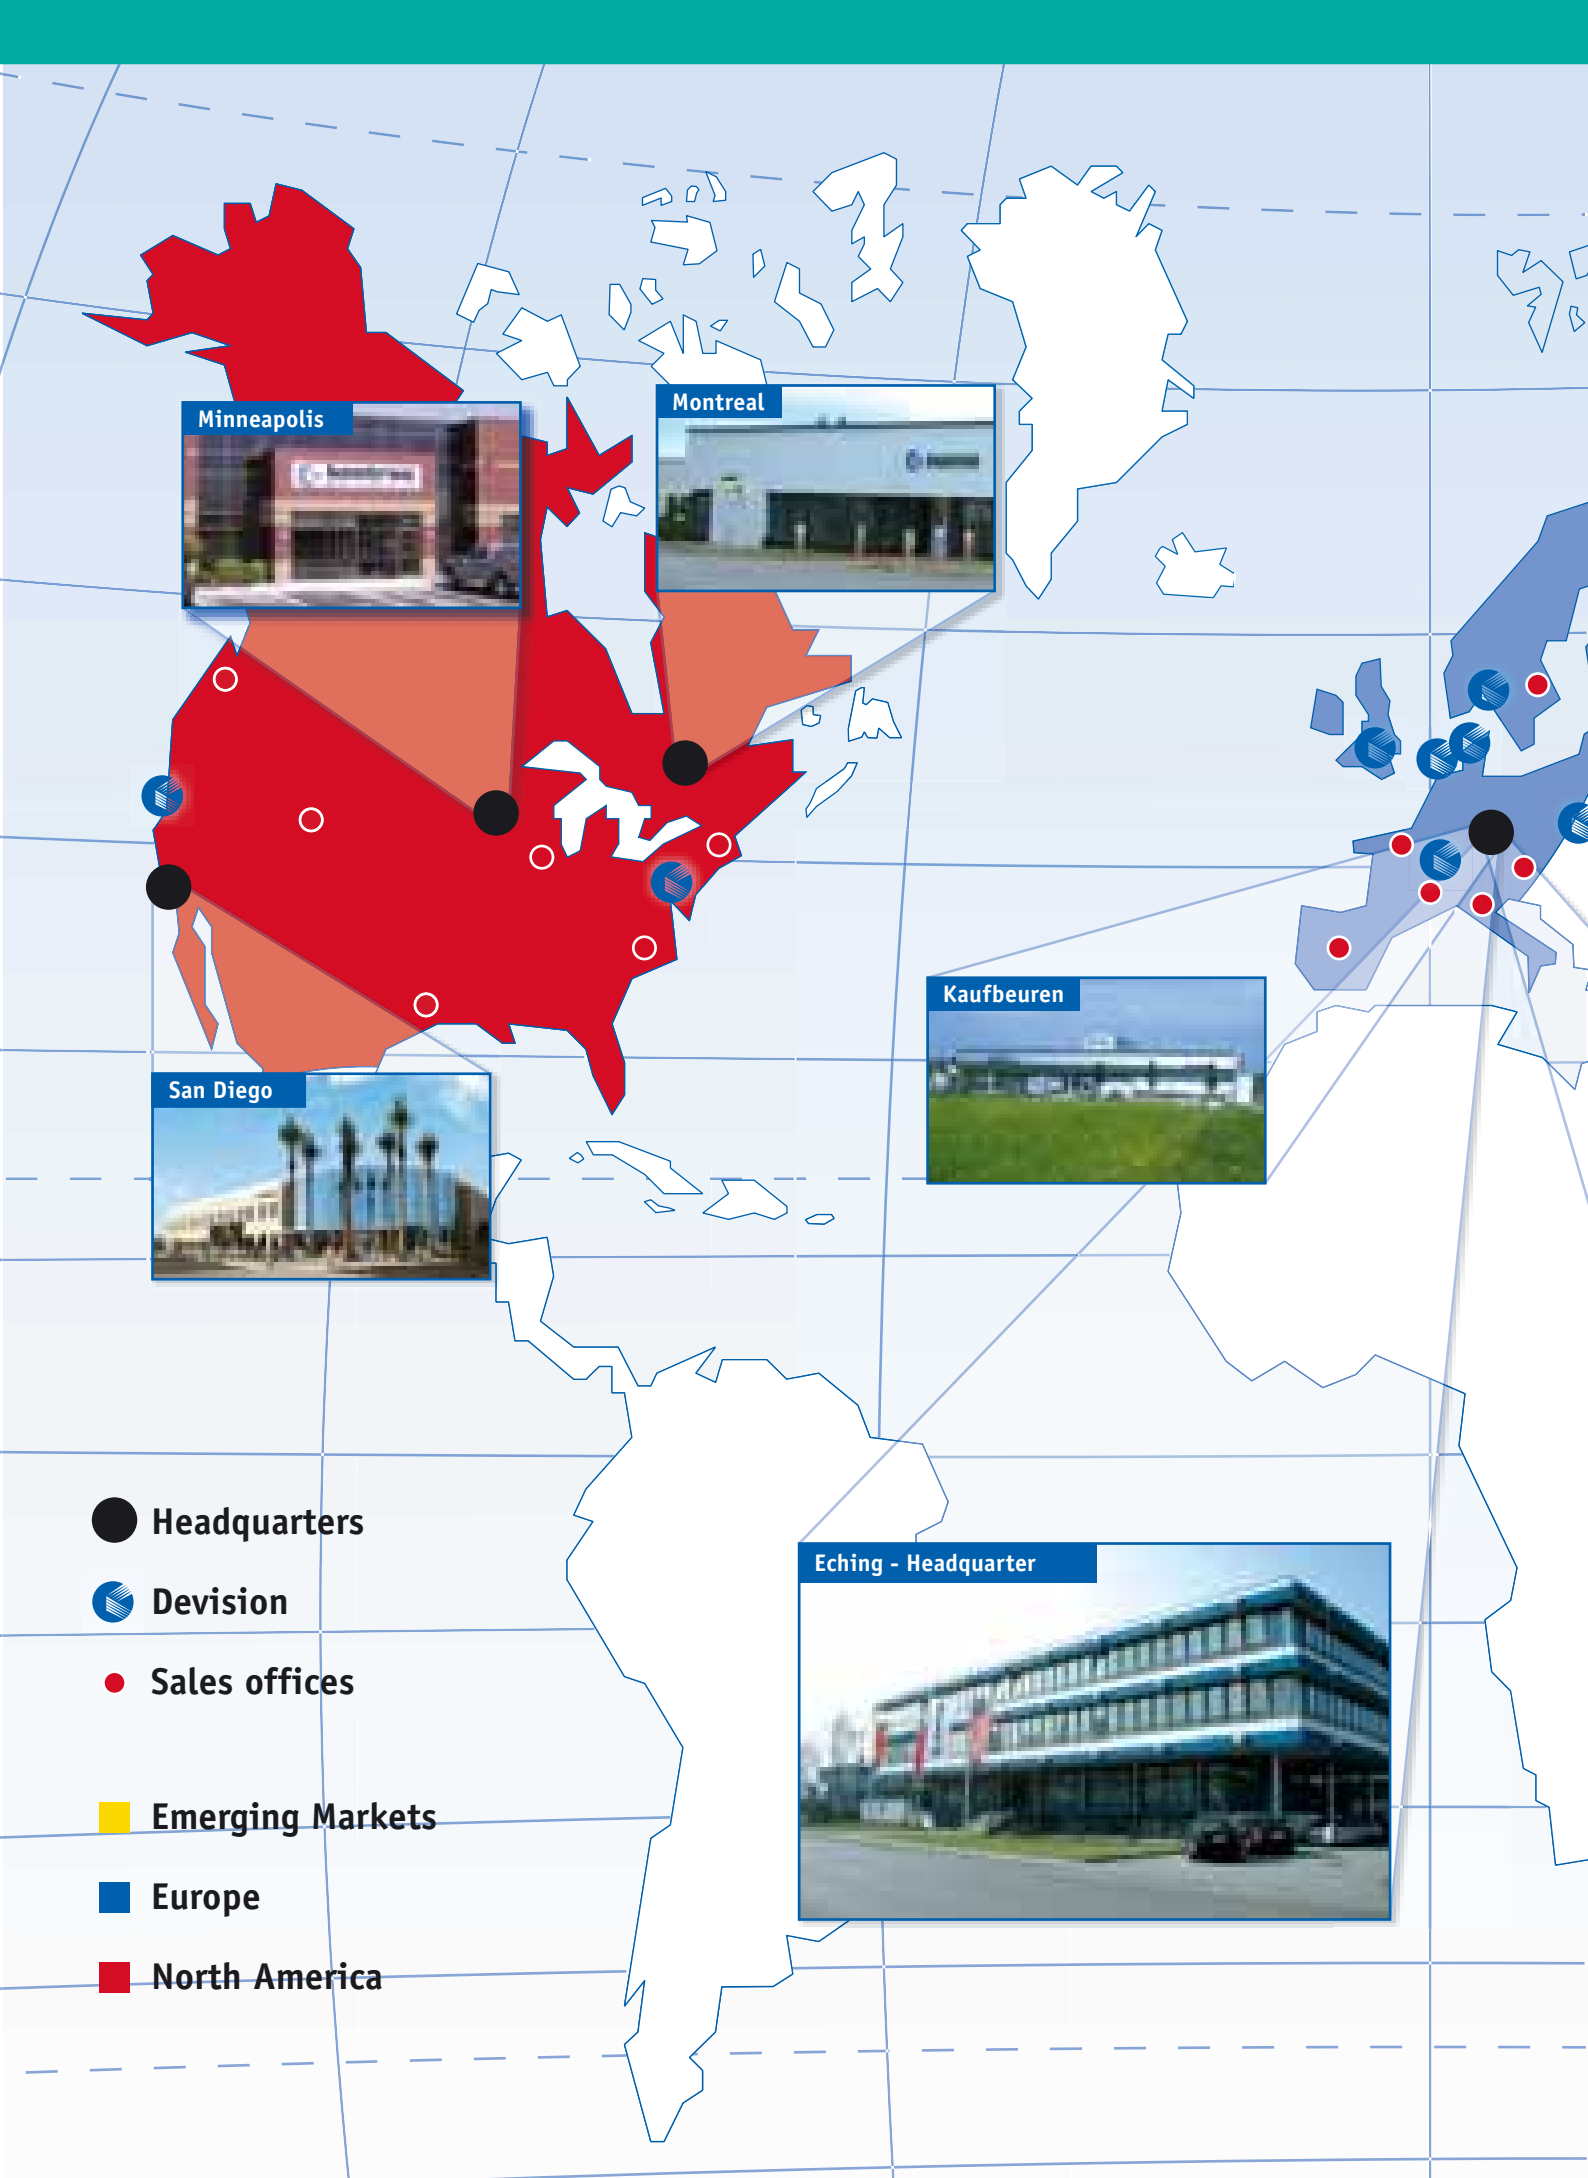 Minneapolis
Montreal
Kaufbeuren
San Diego
Eching - Headquarter
Headquarters
Devision
Sales offices
Emerging Markets
Europe
North America